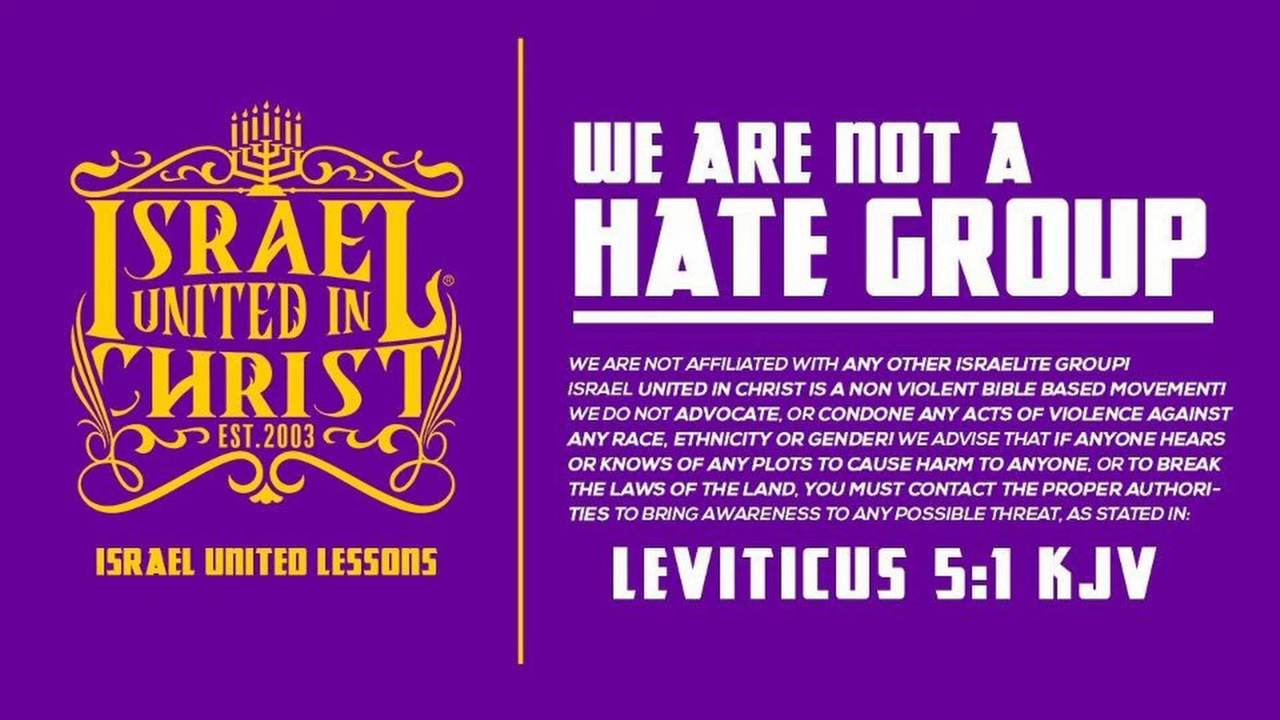 ISRAEL
UNITED IN
CHRIST
®
EST.2003
ISRAEL UNITED LESSONS
WE ARE NOT A
HATE GROUP
WE ARE NOT AFFILIATED WITH ANY OTHER ISRAELITE GROUP!
ISRAEL UNITED IN CHRIST IS A NON VIOLENT BIBLE BASED MOVEMENT!
WE DO NOT ADVOCATE, OR CONDONE ANY ACTS OF VIOLENCE AGAINST
ANY RACE, ETHNICITY OR GENDER! WE ADVISE THAT IF ANYONE HEARS
OR KNOWS OF ANY PLOTS TO CAUSE HARM TO ANYONE, OR TO BREAK
THE LAWS OF THE LAND, YOU MUST CONTACT THE PROPER AUTHORI-
TIES TO BRING AWARENESS TO ANY POSSIBLE THREAT, AS STATED IN:
LEVITICUS 5:1 KJV